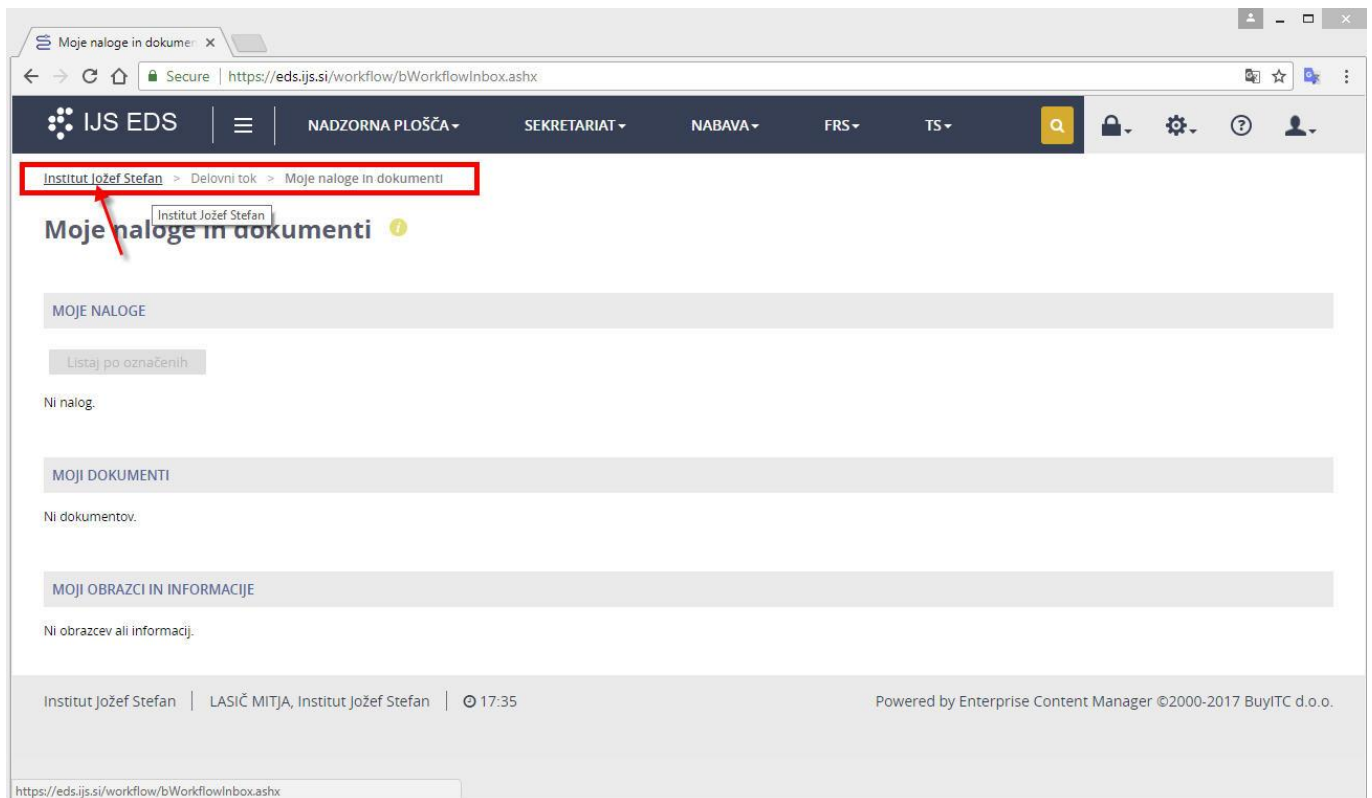 Moje naloge in dokumen
Secure | https://eds.ijs.si/workflow/bWorkflowInbox.ashx
IJS EDS NADZORNA PLOŠČA SEKRETARIAT NABAVA FRS TS
Institut Jožef Stefan > Delovni tok > Moje naloge in dokumenti
Institut Jožef Stefan
Moje naloge in dokumenti
MOJE NALOGE
Listaj po označenih
Ni nalog.
MOJI DOKUMENTI
Ni dokumentov.
MOJI OBRAZCI IN INFORMACIJE
Ni obrazcev ali informacij.
Institut Jožef Stefan | LASIČ MITJA, Institut Jožef Stefan | 17:35 Powered by Enterprise Content Manager ©2000-2017 BuyITC d.o.o.
https://eds.ijs.si/workflow/bWorkflowInbox.ashx